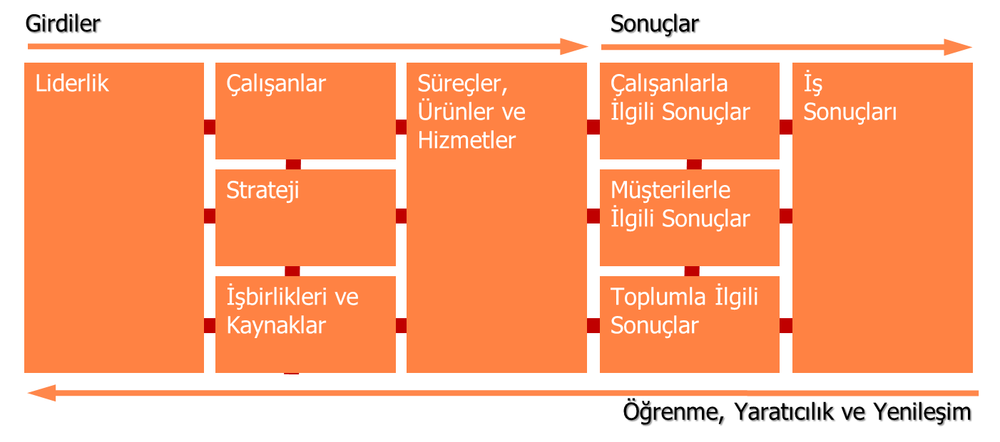 Girdiler
Sonuçlar
Liderlik
Çalışanlar
Süreçler,
Ürünler ve
Hizmetler
Çalışanlarla
İlgili Sonuçlar
İş
Sonuçları
Strateji
Müşterilerle
İlgili Sonuçlar
İşbirlikleri ve
Kaynaklar
Toplumla İlgili
Sonuçlar
Öğrenme, Yaratıcılık ve Yenileşim